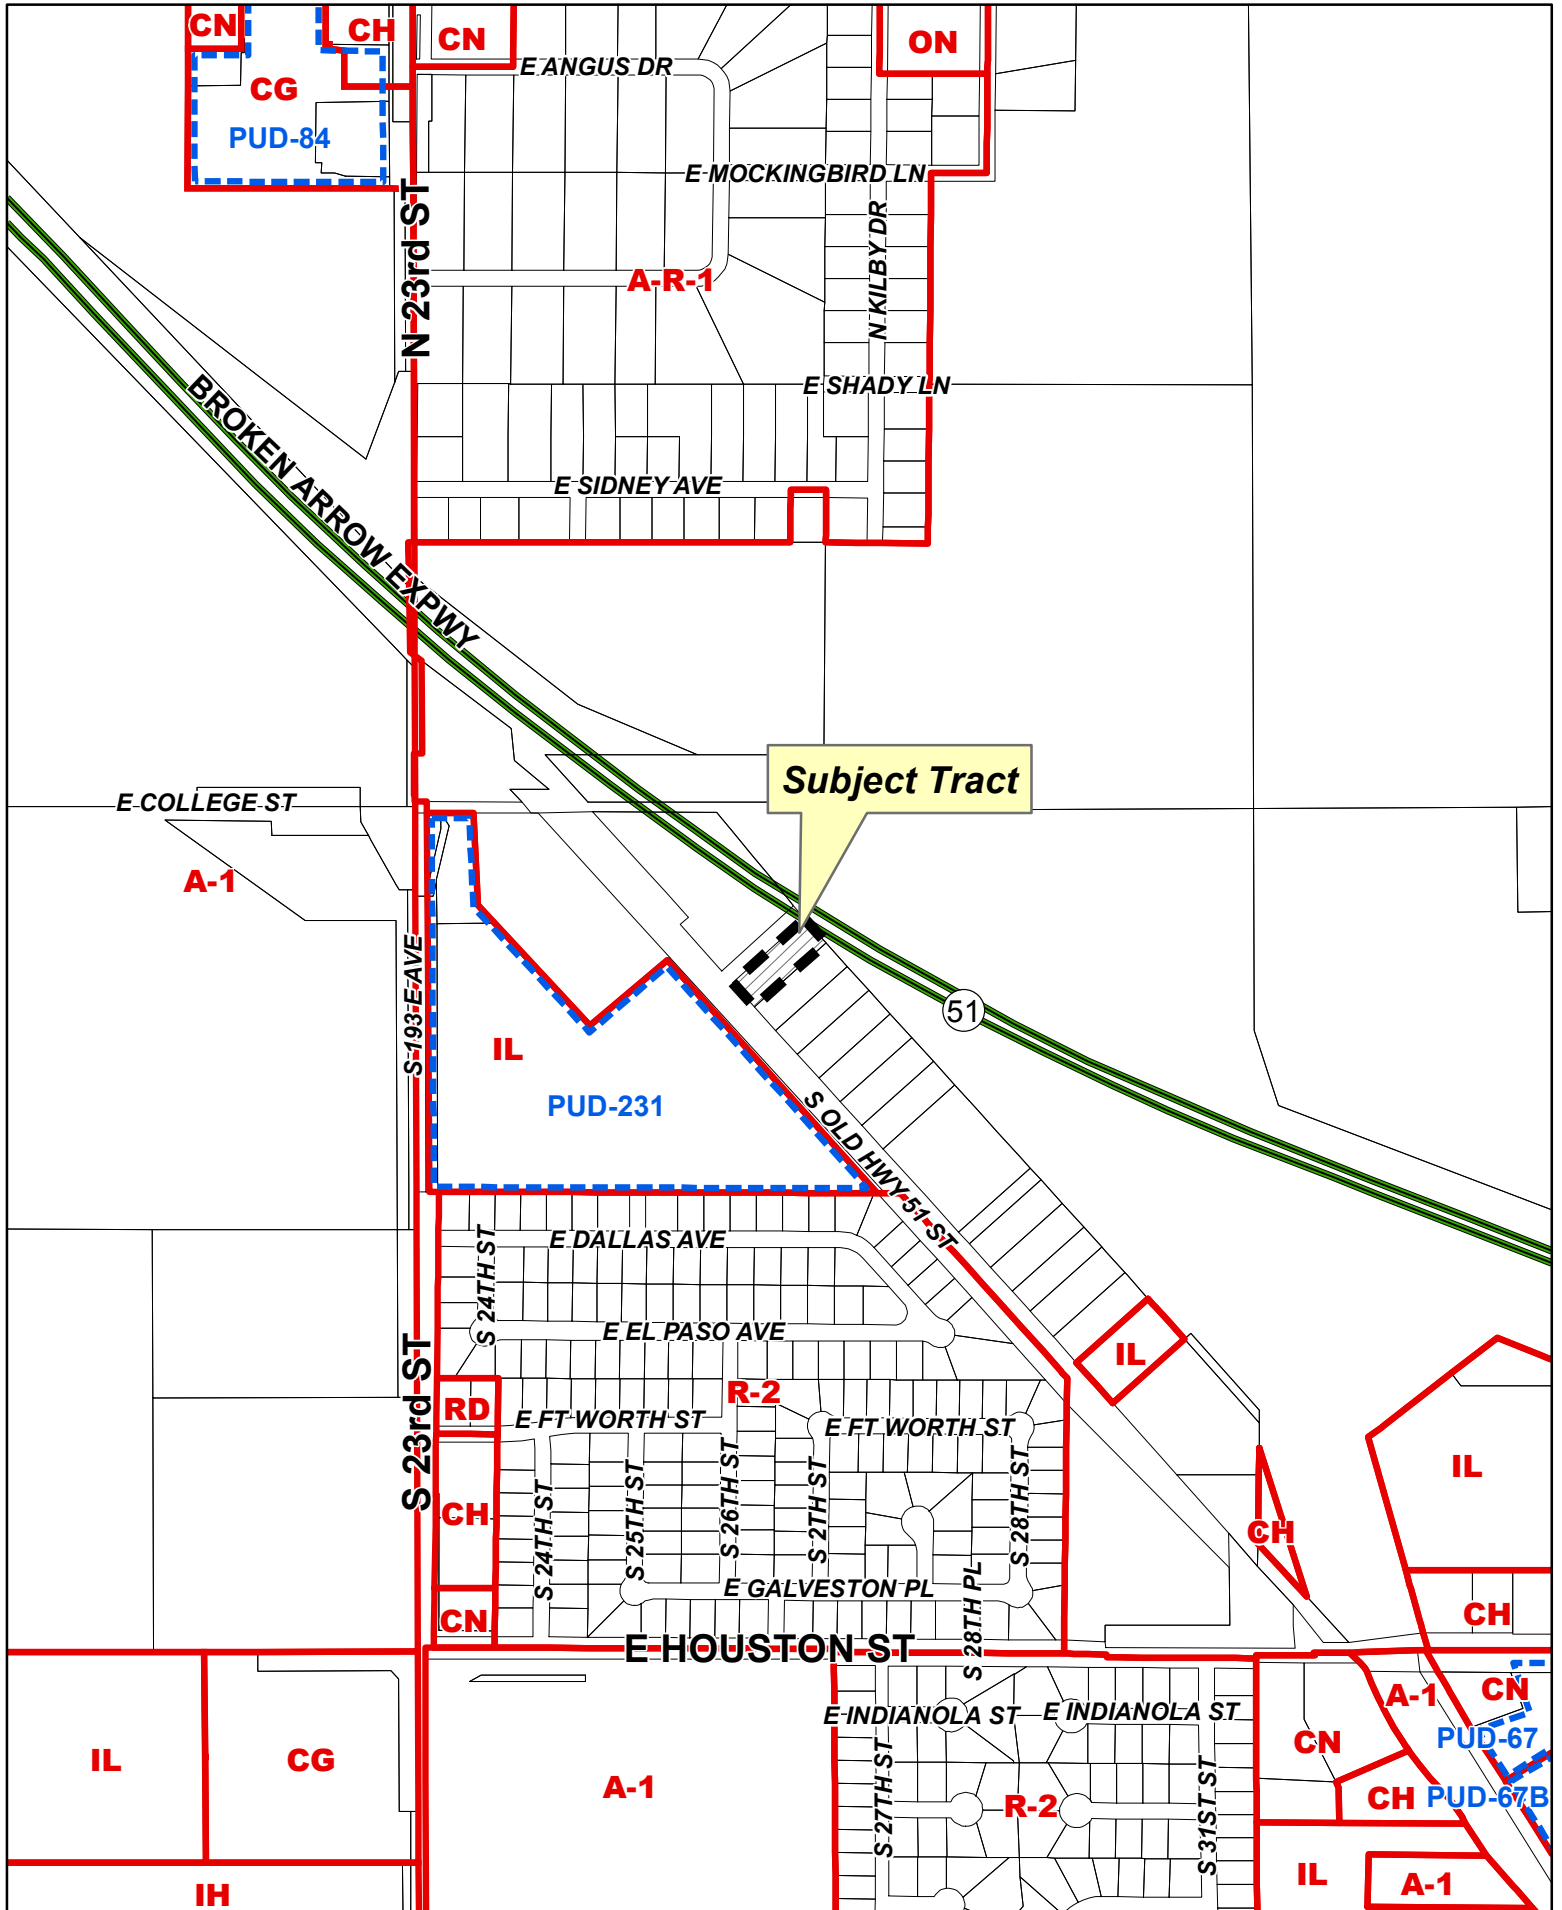 CN
CH
CN
ON
E ANGUS DR
CG
PUD-84
E MOCKINGBIRD LN
N 23rd ST
N KILBY DR
A-R-1
E SHADY LN
BROKEN ARROW EXPWY
E SIDNEY AVE
Subject Tract
E COLLEGE ST
A-1
S 193 E AVE
51
IL
PUD-231
S OLD HWY 51 ST
E DALLAS AVE
S 24TH ST
E EL PASO AVE
IL
S 23rd ST
R-2
RD
E FT WORTH ST
E FT WORTH ST
IL
CH
S 24TH ST
S 25TH ST
S 26TH ST
S 2TH ST
S 28TH ST
CH
E GALVESTON PL
S 28TH PL
CN
CH
E HOUSTON ST
A-1
CN
E INDIANOLA ST
E INDIANOLA ST
CN
PUD-67
IL
CG
A-1
S 27TH ST
R-2
S 31ST ST
CH
PUD-67B
IL
A-1
IH